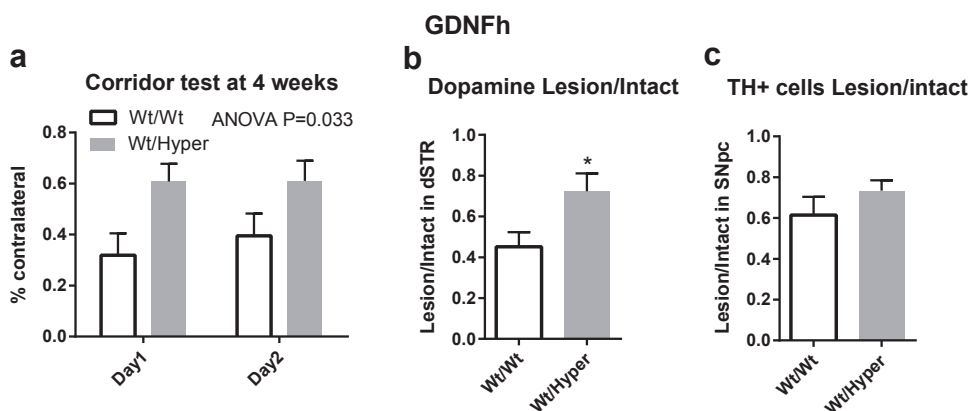 GDNFh
a
Corridor test at 4 weeks
Wt/Wt
ANOVA P=0.033
Wt/Hyper
% contralateral
0.8
0.6
0.4
0.2
0.0
Day1
Day2
b
Dopamine Lesion/Intact
Lesion/Intact in dSTR
1.0
0.8
0.6
0.4
0.2
0.0
*
Wt/Wt
Wt/Hyper
c
TH+ cells Lesion/intact
Lesion/Intact in SNpc
1.0
0.8
0.6
0.4
0.2
0.0
Wt/Wt
Wt/Hyper